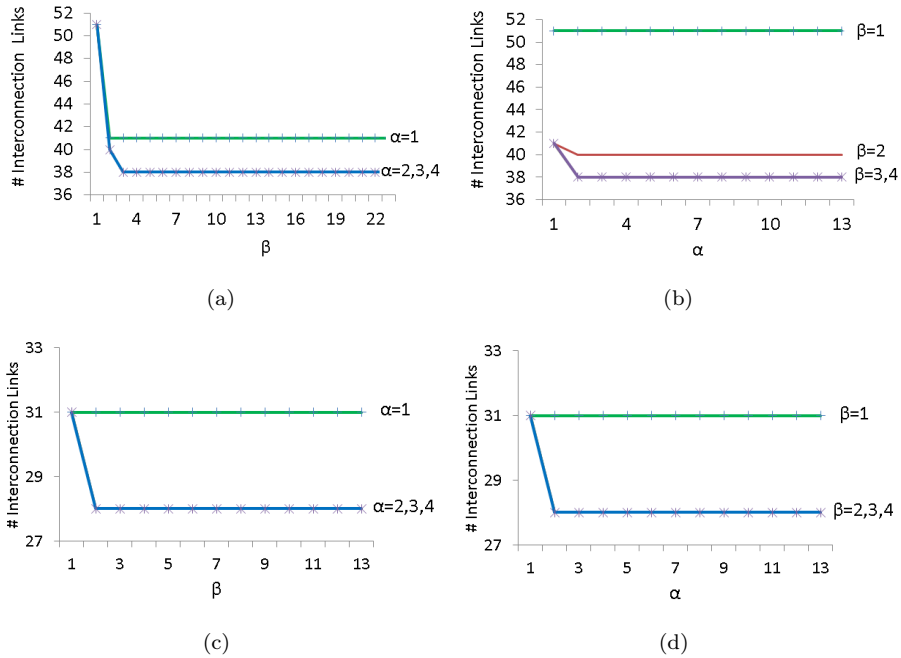 # Interconnection Links
52
50
48
46
44
42
40
38
36
α=1
α=2,3,4
1 4 7 10 13 16 19 22
β
(a)
# Interconnection Links
52
50
48
46
44
42
40
38
36
β=1
β=2
β=3,4
1 4 7 10 13
α
(b)
# Interconnection Links
33
31
29
27
α=1
α=2,3,4
1 3 5 7 9 11 13
β
(c)
# Interconnection Links
33
31
29
27
β=1
β=2,3,4
1 3 5 7 9 11 13
α
(d)